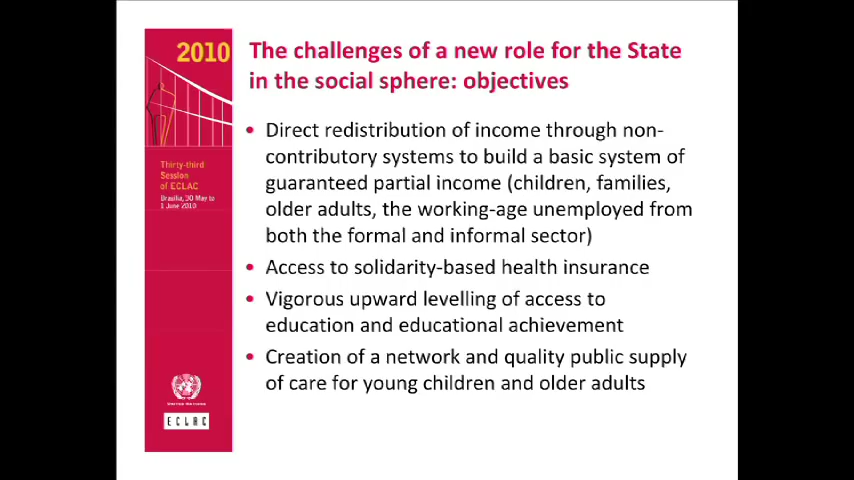 2010
The challenges of a new role for the State
in the social sphere: objectives
Thirty-third
Session
of ECLAC
Brasilia, 30 May to
1 June 2010
• Direct redistribution of income through non-
contributory systems to build a basic system of
guaranteed partial income (children, families,
older adults, the working-age unemployed from
both the formal and informal sector)
• Access to solidarity-based health insurance
• Vigorous upward levelling of access to
education and educational achievement
• Creation of a network and quality public supply
of care for young children and older adults
ECLAC